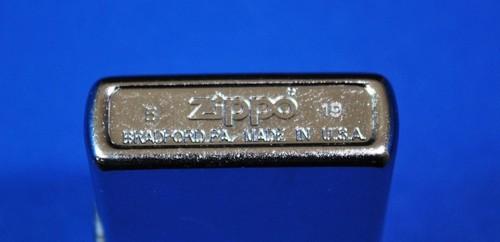 B Zippo ® 19
BRADFORD, PA. MADE IN U.S.A.